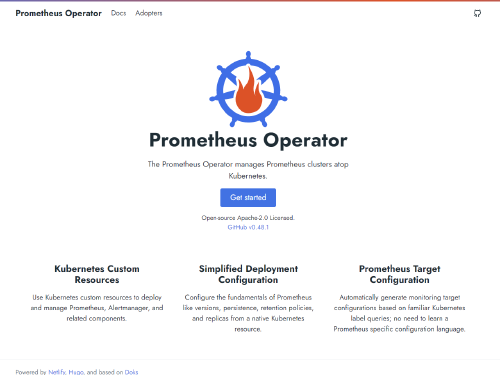 Prometheus Operator Docs Adopters
Prometheus Operator
The Prometheus Operator manages Prometheus clusters atop
Kubernetes.
Get started
Open-source Apache-2.0 Licensed.
GitHub v0.48.1
Kubernetes Custom
Resources
Use Kubernetes custom resources to deploy
and manage Prometheus, Alertmanager, and
related components.
Simplified Deployment
Configuration
Configure the fundamentals of Prometheus
like versions, persistence, retention policies,
and replicas from a native Kubernetes
resource.
Prometheus Target
Configuration
Automatically generate monitoring target
configurations based on familiar Kubernetes
label queries; no need to learn a
Prometheus specific configuration language.
Powered by Netlify, Hugo, and based on Doks